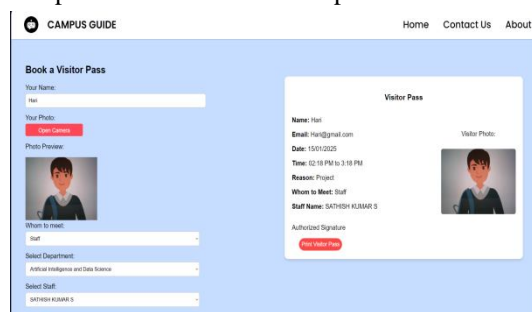 CAMPUS GUIDE
Home Contact Us About
Book a Visitor Pass
Your Name:
Hari
Your Photo:
Open Camera
Photo Preview:
Whom to meet:
Staff
Select Department:
Artificial Intelligence and Data Science
Select Staff:
SATHISH KUMAR S
Visitor Pass
Name: Hari
Email: Hari@gmail.com
Date: 15/01/2025
Time: 02:18 PM to 3:18 PM
Reason: Project
Whom to Meet: Staff
Staff Name: SATHISH KUMAR S
Visitor Photo:
Authorized Signature
Print Visitor Pass